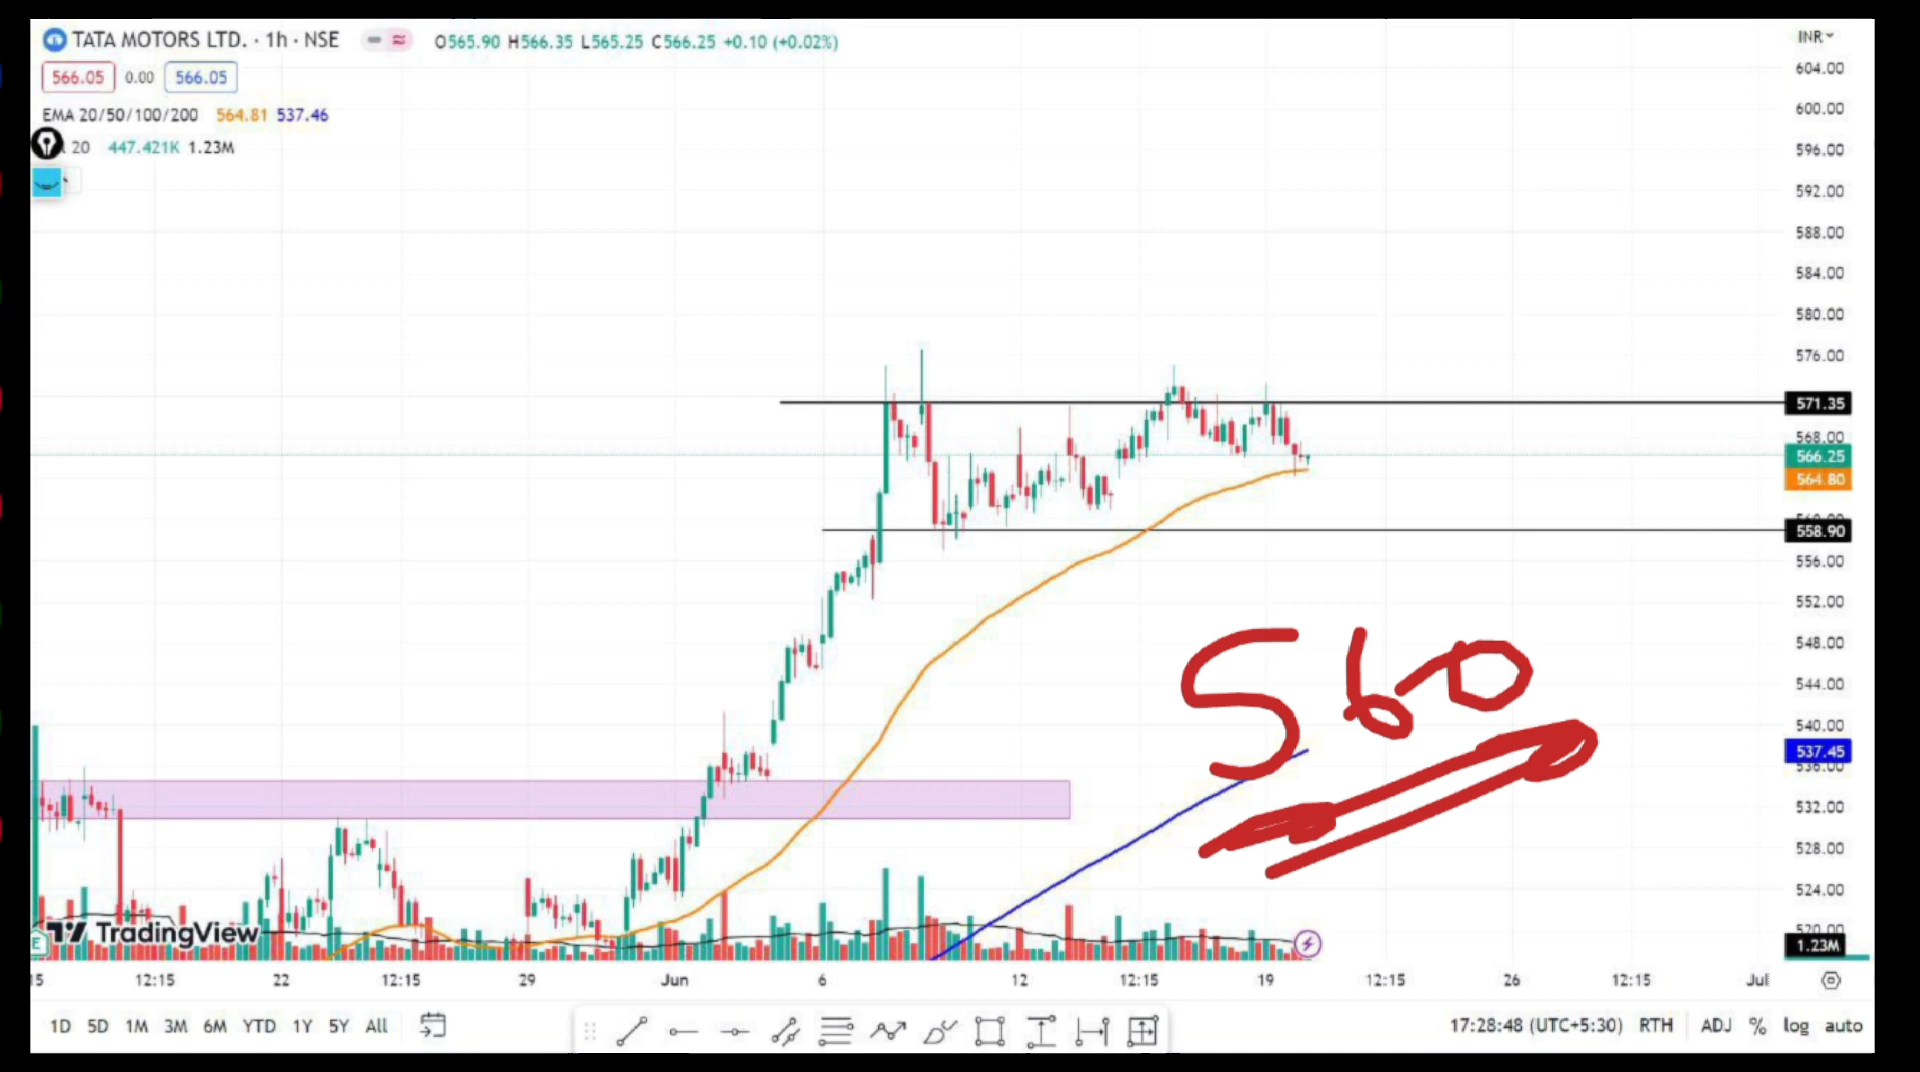 TATA MOTORS LTD. · 1h · NSE O565.90 H566.35 L565.25 C566.25 +0.10 (+0.02%)
INR
566.05 0.00 566.05
EMA 20/50/100/200 564.81 537.46
20 447.421K 1.23M
604.00
600.00
596.00
592.00
588.00
584.00
580.00
576.00
571.35
568.00
566.25
564.80
558.90
556.00
552.00
548.00
544.00
540.00
537.45
536.00
532.00
528.00
524.00
520.00
1.23M
560
E TradingView
15 12:15 22 12:15 29 Jun 6 12 12:15 19 12:15 26 12:15 Jul
1D 5D 1M 3M 6M YTD 1Y 5Y All
17:28:48 (UTC+5:30) RTH ADJ % log auto